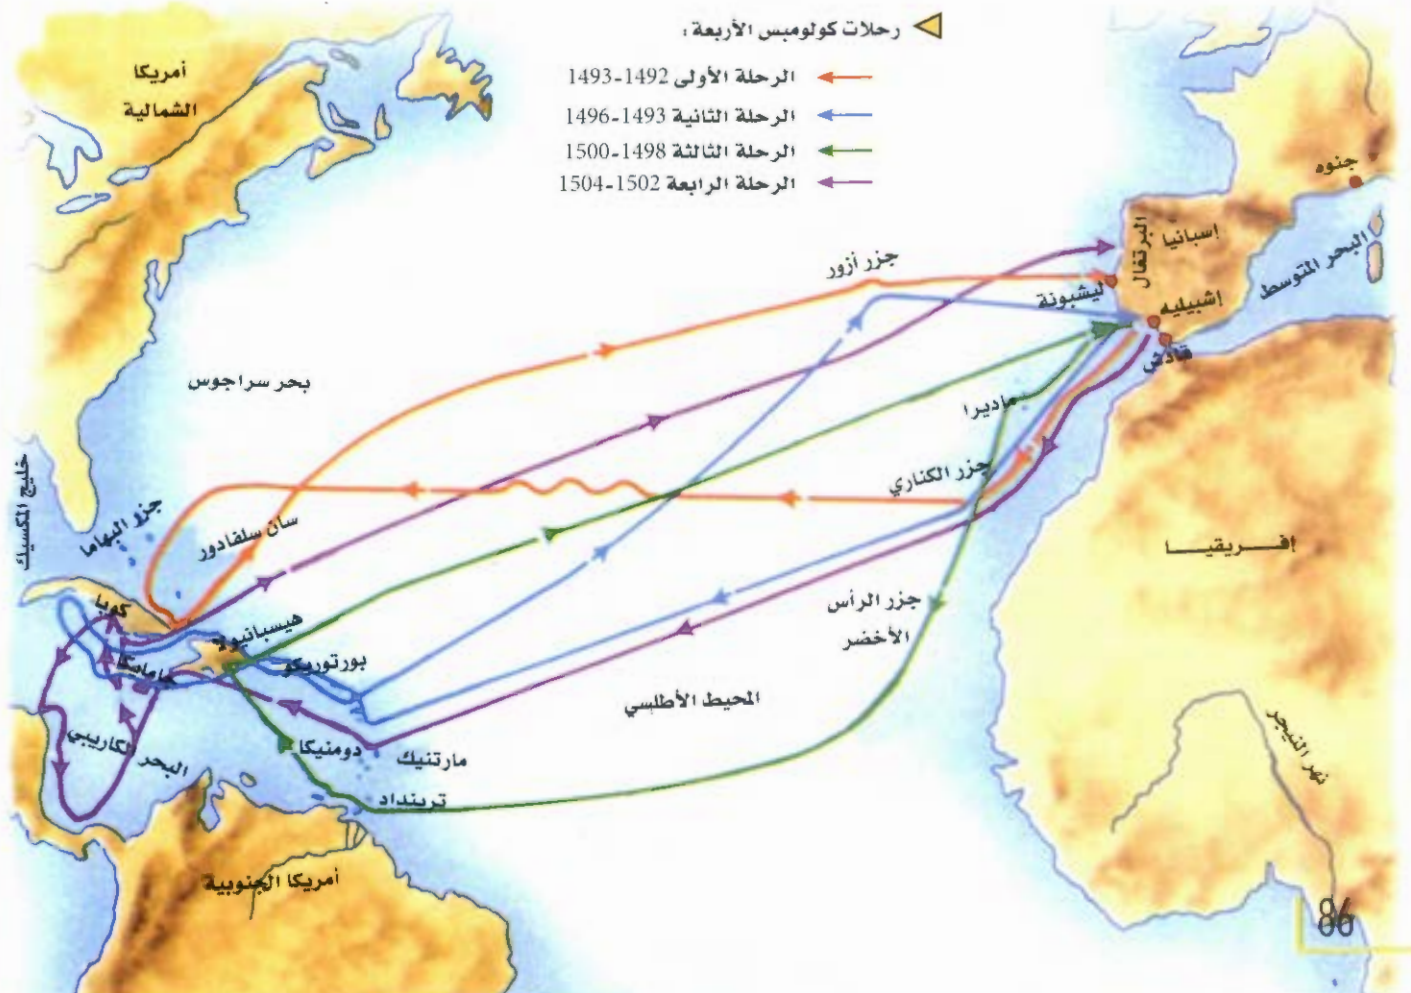 رحلات كولومبس الأربعة :
الرحلة الأولى 1492-1493
الرحلة الثانية 1493-1496
الرحلة الثالثة 1498-1500
الرحلة الرابعة 1502-1504
أمريكا
الشمالية
جنوه
البرتغال
إسبانيا
البحر المتوسط
جزر أزور
ليشبونة
إشبيليه
قادس
بحر سراجوس
ماديرا
جزر الكناري
خليج المكسيك
جزو البهاما
سان سلفادور
إفريقيا
كوبا
هيسبانيولا
جزر الرأس
الأخضر
جامايكا
بورتوريكو
المحيط الأطلسي
نهر النيجر
البحر الكاريبي
دومنيكا
مارتنيك
ترينداد
أمريكا الجنوبية
86